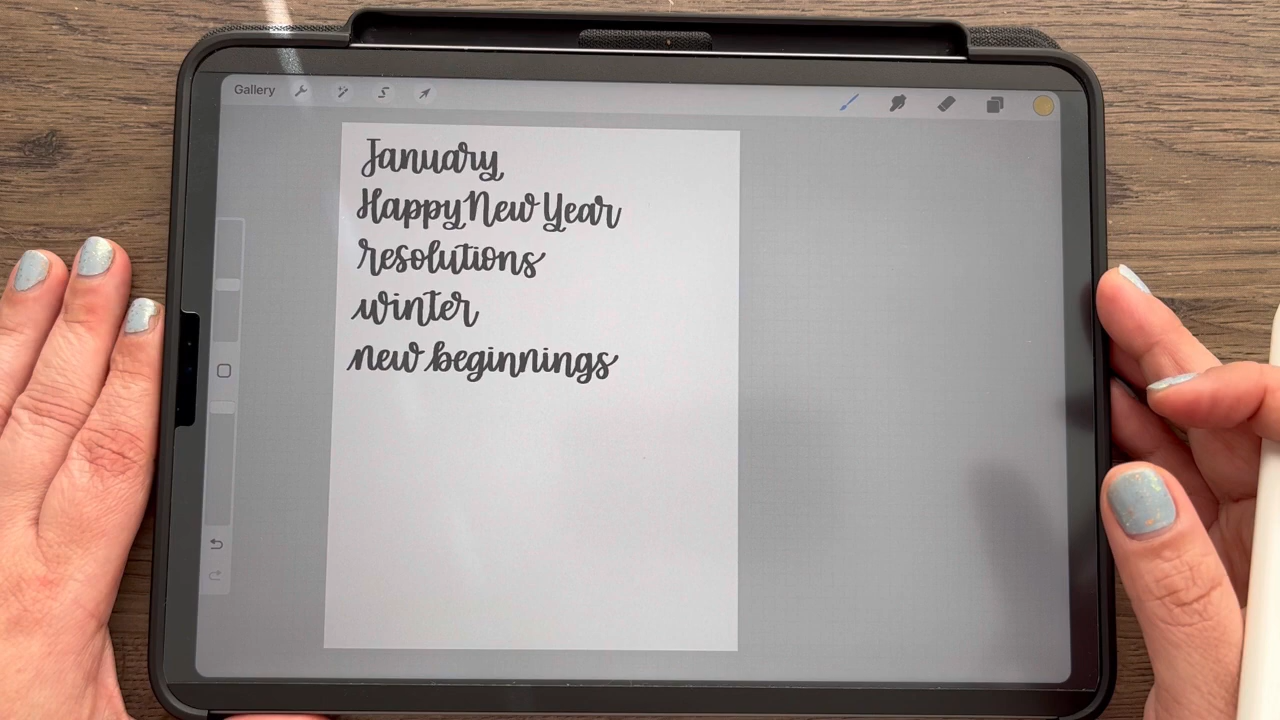 Gallery
January
Happy New Year
resolutions
winter
new beginnings